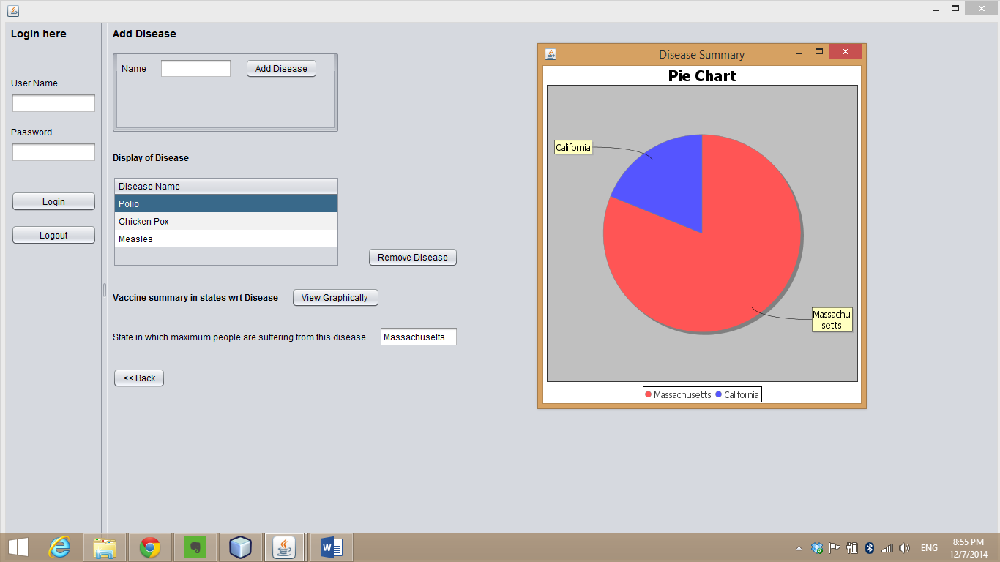 Login here
User Name
Password
Login
Logout
Add Disease
Name
Add Disease
Display of Disease
Disease Name
Polio
Chicken Pox
Measles
Remove Disease
Vaccine summary in states wrt Disease
View Graphically
State in which maximum people are suffering from this disease
Massachusetts
<< Back
Disease Summary
Pie Chart
California
Massachu
setts
Massachusetts
California
ENG
8:55 PM
12/7/2014